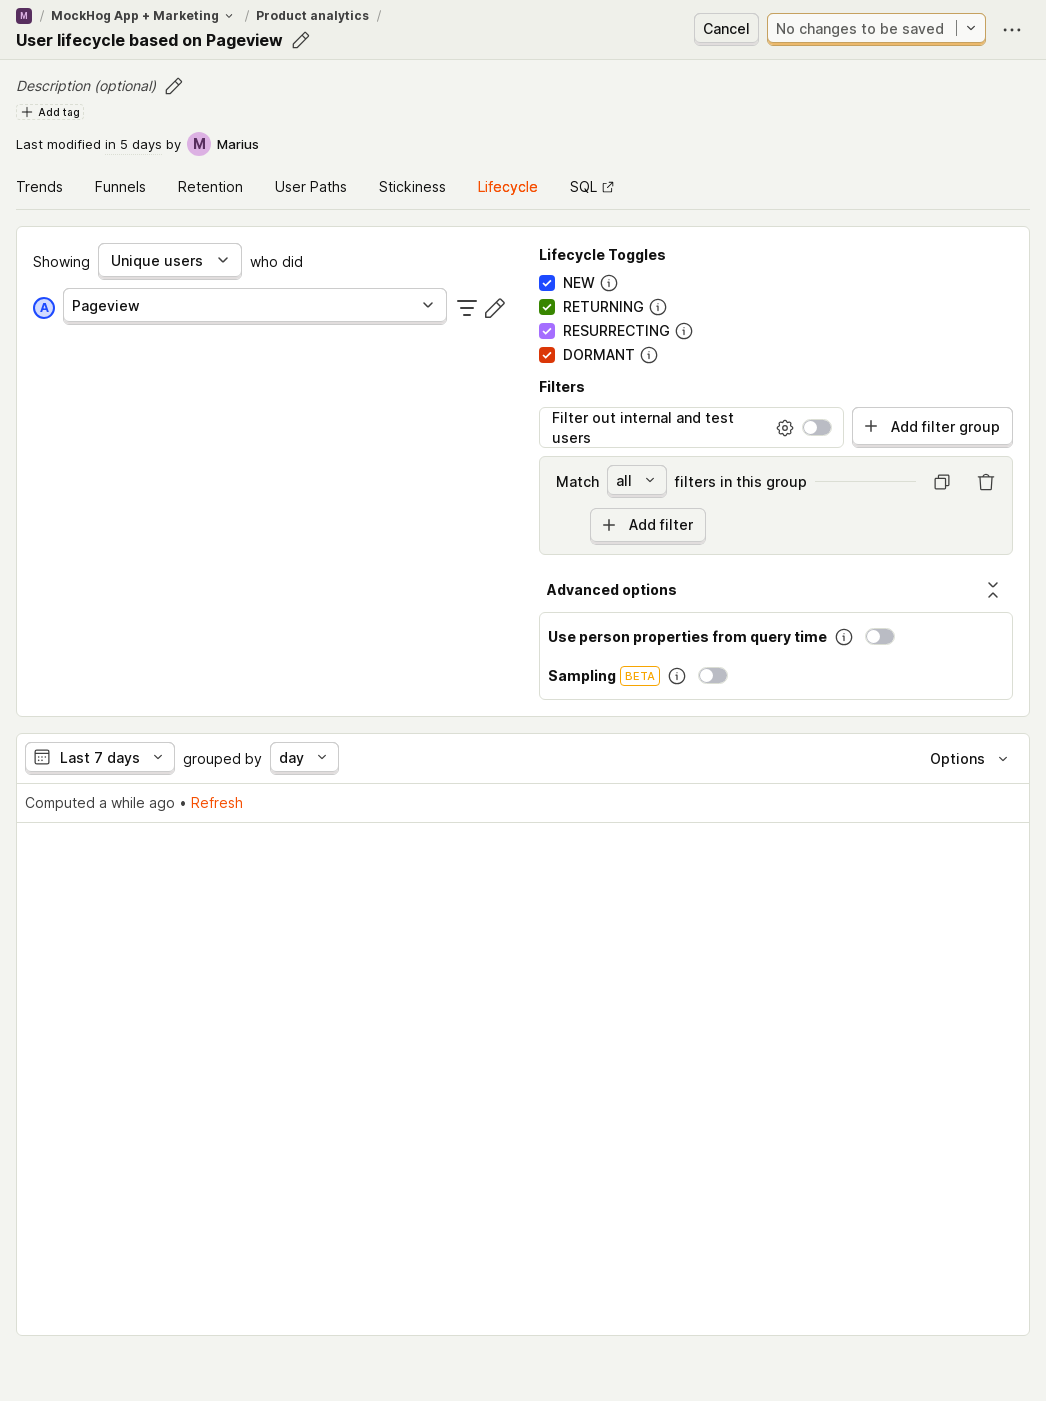 M / MockHog App + Marketing / Product analytics /
User lifecycle based on Pageview
Cancel
No changes to be saved
Description (optional)
Add tag
Last modified in 5 days by M Marius
Trends Funnels Retention User Paths Stickiness Lifecycle SQL
Showing Unique users who did
A Pageview
Lifecycle Toggles
NEW
RETURNING
RESURRECTING
DORMANT
Filters
Filter out internal and test
users
Add filter group
Match all filters in this group
Add filter
Advanced options
Use person properties from query time
Sampling BETA
Last 7 days grouped by day Options
Computed a while ago • Refresh